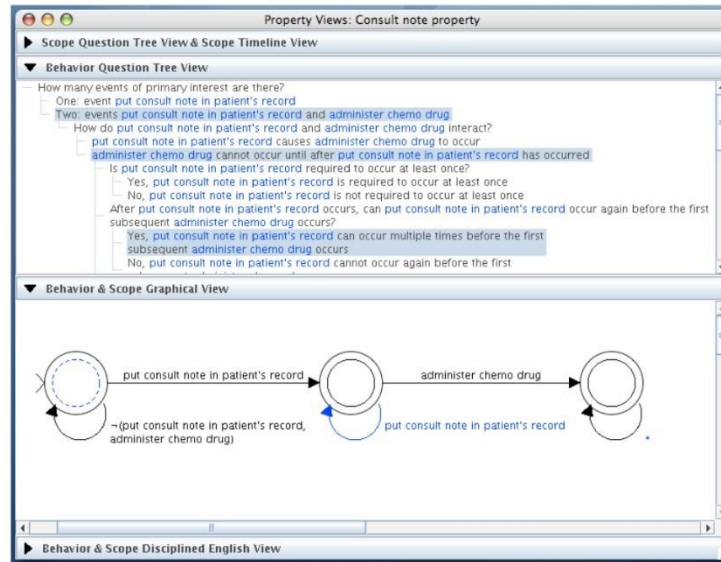 Property Views: Consult note property
Scope Question Tree View & Scope Timeline View
Behavior Question Tree View
How many events of primary interest are there?
One: event put consult note in patient's record
Two: events put consult note in patient's record and administer chemo drug
How do put consult note in patient's record and administer chemo drug interact?
put consult note in patient's record causes administer chemo drug to occur
administer chemo drug cannot occur until after put consult note in patient's record has occurred
Is put consult note in patient's record required to occur at least once?
Yes, put consult note in patient's record is required to occur at least once
No, put consult note in patient's record is not required to occur at least once
After put consult note in patient's record occurs, can put consult note in patient's record occur again before the first
subsequent administer chemo drug occurs?
Yes, put consult note in patient's record can occur multiple times before the first
subsequent administer chemo drug occurs
No, put consult note in patient's record cannot occur again before the first
Behavior & Scope Graphical View
put consult note in patient's record
administer chemo drug
¬(put consult note in patient's record,
administer chemo drug)
put consult note in patient's record
Behavior & Scope Disciplined English View